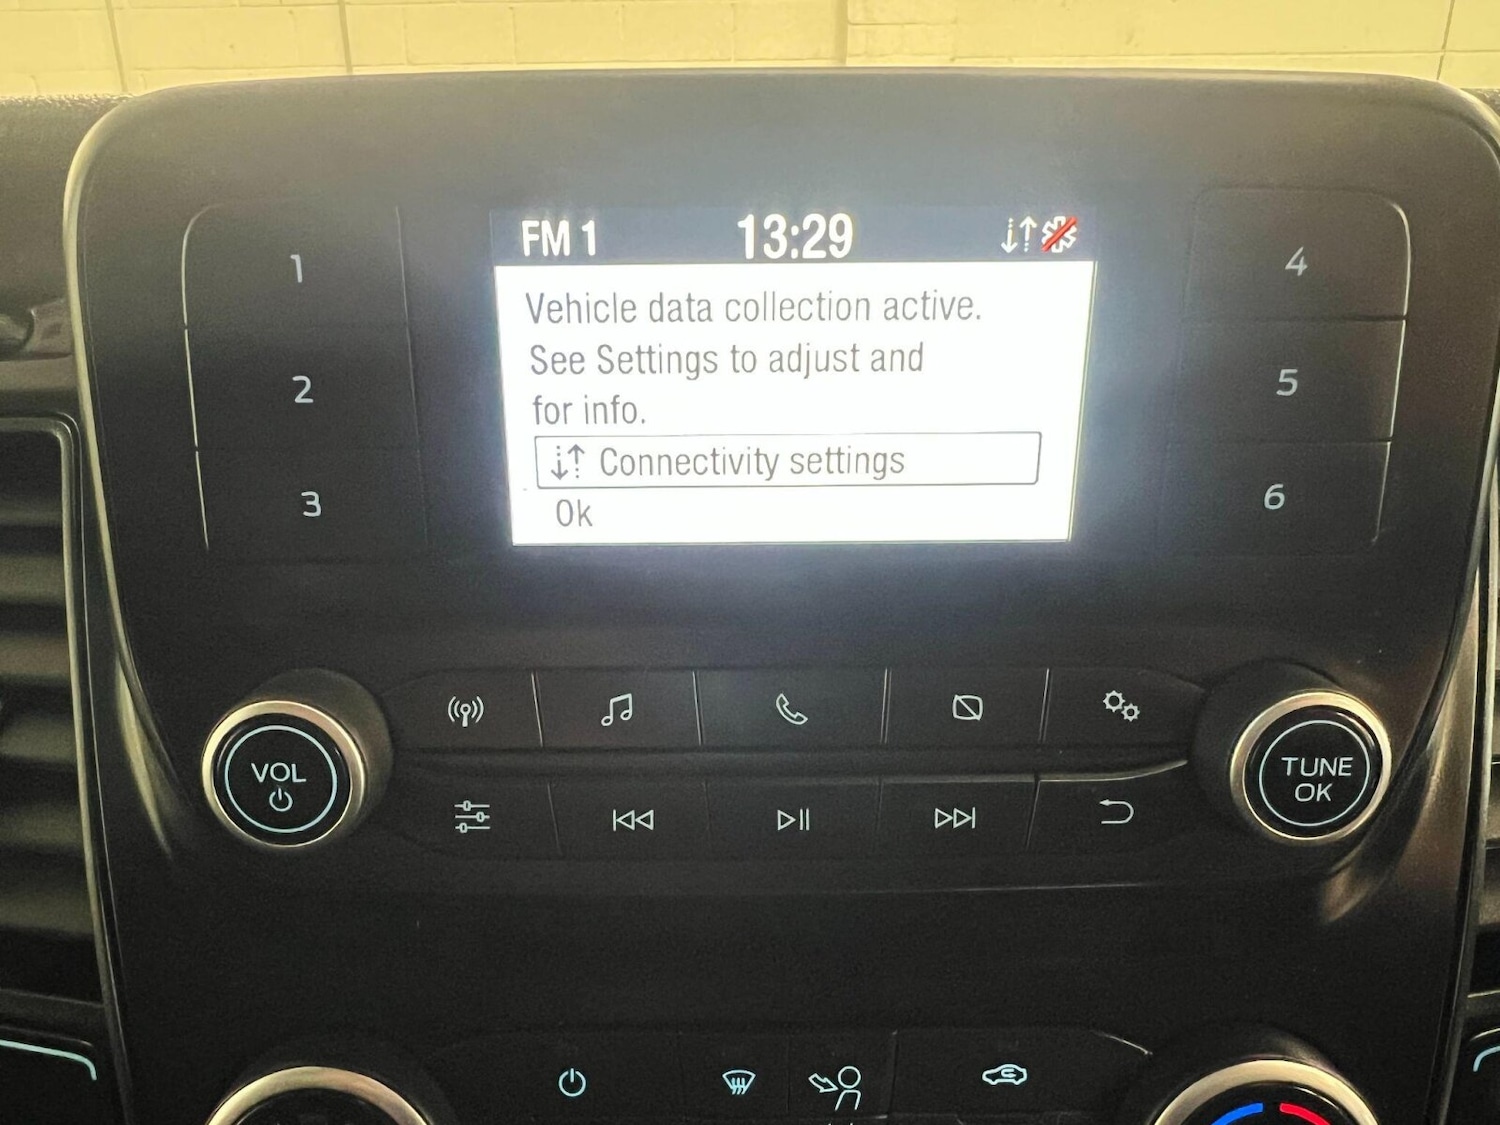 FM 1 13:29
Vehicle data collection active.
See Settings to adjust and
for info.
Connectivity settings
Ok
1
2
3
4
5
6
VOL
TUNE
OK